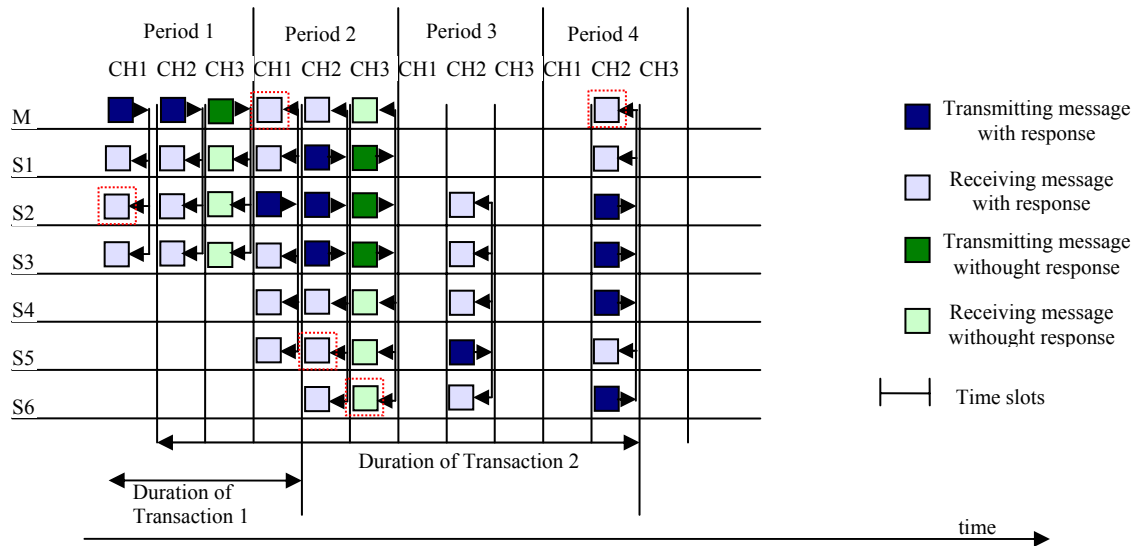 Period 1 Period 2 Period 3 Period 4
CH1 CH2 CH3 CH1 CH2 CH3 CH1 CH2 CH3 CH1 CH2 CH3
M
S1
S2
S3
S4
S5
S6
Duration of Transaction 2
Duration of
Transaction 1
time
Transmitting message
with response
Receiving message
with response
Transmitting message
withought response
Receiving message
withought response
Time slots